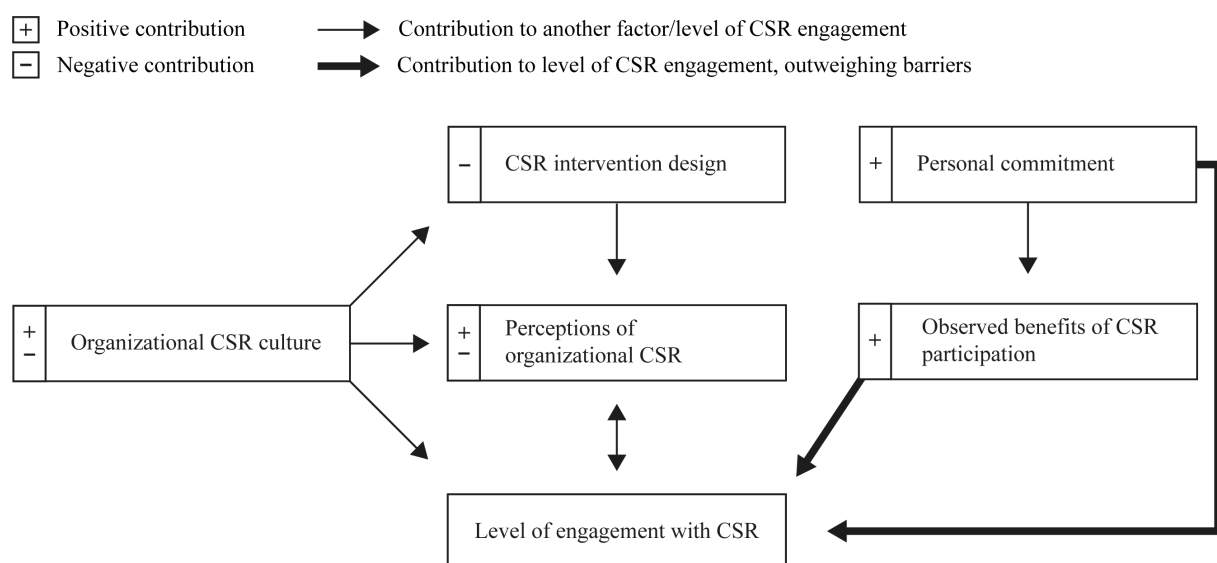 + Positive contribution
Contribution to another factor/level of CSR engagement
− Negative contribution
Contribution to level of CSR engagement, outweighing barriers
− CSR intervention design
+ Personal commitment
+
−
Organizational CSR culture
+
−
Perceptions of
organizational CSR
+
Observed benefits of CSR
participation
Level of engagement with CSR